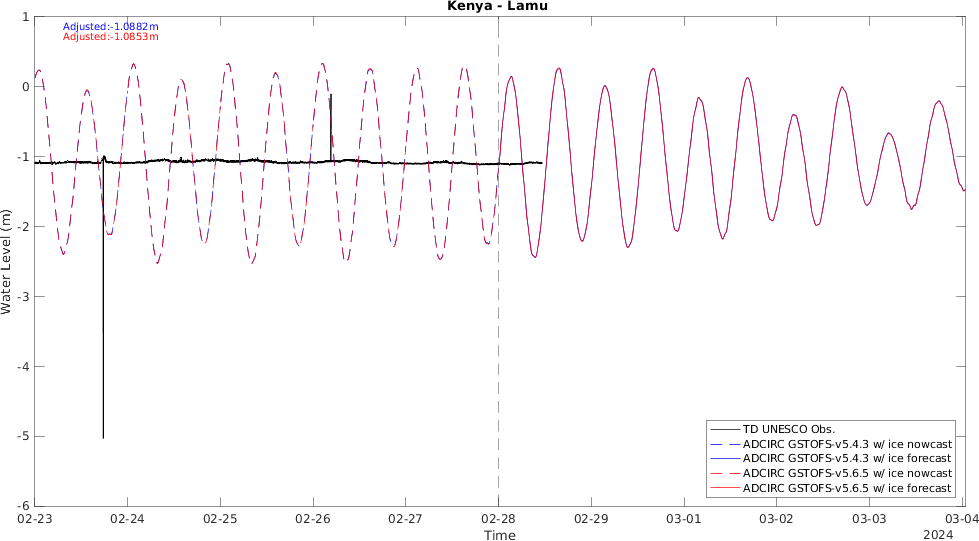 Kenya - Lamu
Adjusted:-1.0882m
Adjusted:-1.0853m
Water Level (m)
1
0
-1
-2
-3
-4
-5
-6
TD UNESCO Obs.
ADCIRC GSTOFS-v5.4.3 w/ ice nowcast
ADCIRC GSTOFS-v5.4.3 w/ ice forecast
ADCIRC GSTOFS-v5.6.5 w/ ice nowcast
ADCIRC GSTOFS-v5.6.5 w/ ice forecast
02-23 02-24 02-25 02-26 02-27 02-28 02-29 03-01 03-02 03-03 03-04
Time
2024